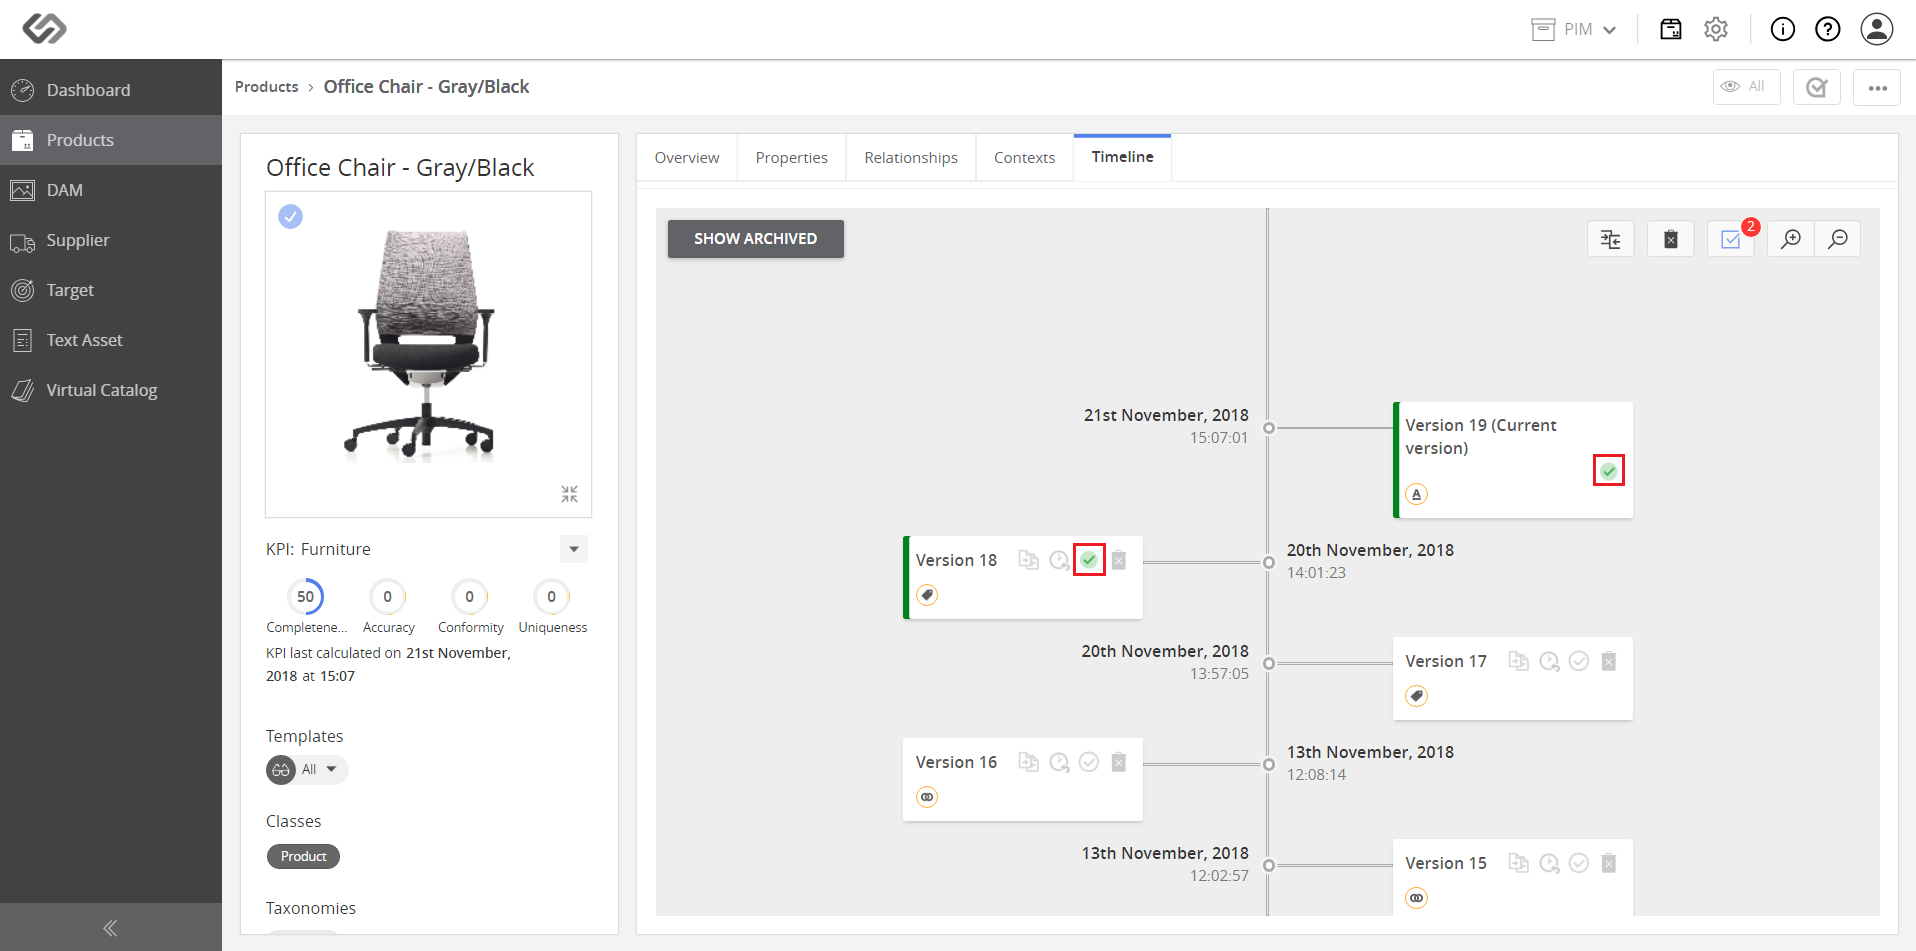 PIM
Dashboard
Products
DAM
Supplier
Target
Text Asset
Virtual Catalog
Products › Office Chair - Gray/Black
All
Office Chair - Gray/Black
KPI: Furniture
50
0
0
0
Completene...
Accuracy
Conformity
Uniqueness
KPI last calculated on 21st November,
2018 at 15:07
Templates
All
Classes
Product
Taxonomies
Overview
Properties
Relationships
Contexts
Timeline
SHOW ARCHIVED
2
21st November, 2018
15:07:01
Version 19 (Current
version)
A
Version 18
20th November, 2018
14:01:23
20th November, 2018
13:57:05
Version 17
Version 16
13th November, 2018
12:08:14
13th November, 2018
12:02:57
Version 15